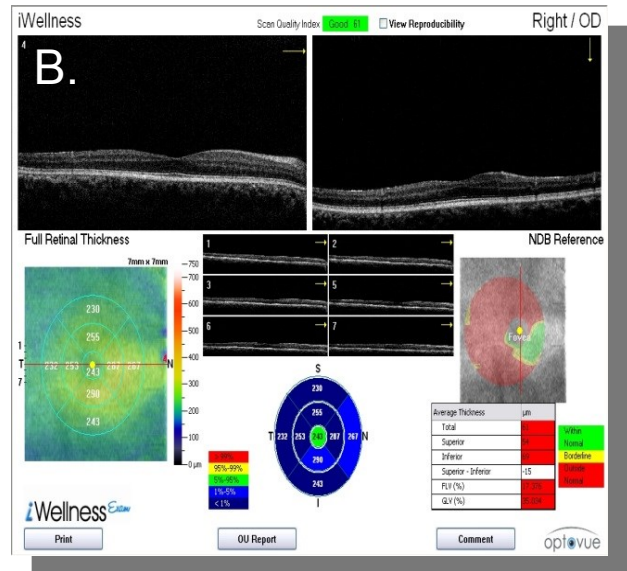 iWellness
Scan Quality Index Good 61 View Reproducibility
Right / OD
4
B.
Full Retinal Thickness
NDB Reference
7mm x 7mm
750
700
600
500
400
300
200
100
0 µm
230
255
232 253 243 287
290
243
1
T
7
N
1 2
3 5
6 7
Fovea
S
230
255
T 232 253 243 287 267 N
290
243
I
> 99%
95%-99%
5%-95%
1%-5%
< 1%
Average Thickness µm
Total
Superior
Inferior
Superior - Inferior -15
FLV (%)
GLV (%)
Within
Normal
Borderline
Outside
Normal
iWellness Exam
Print
OU Report
Comment
optovue